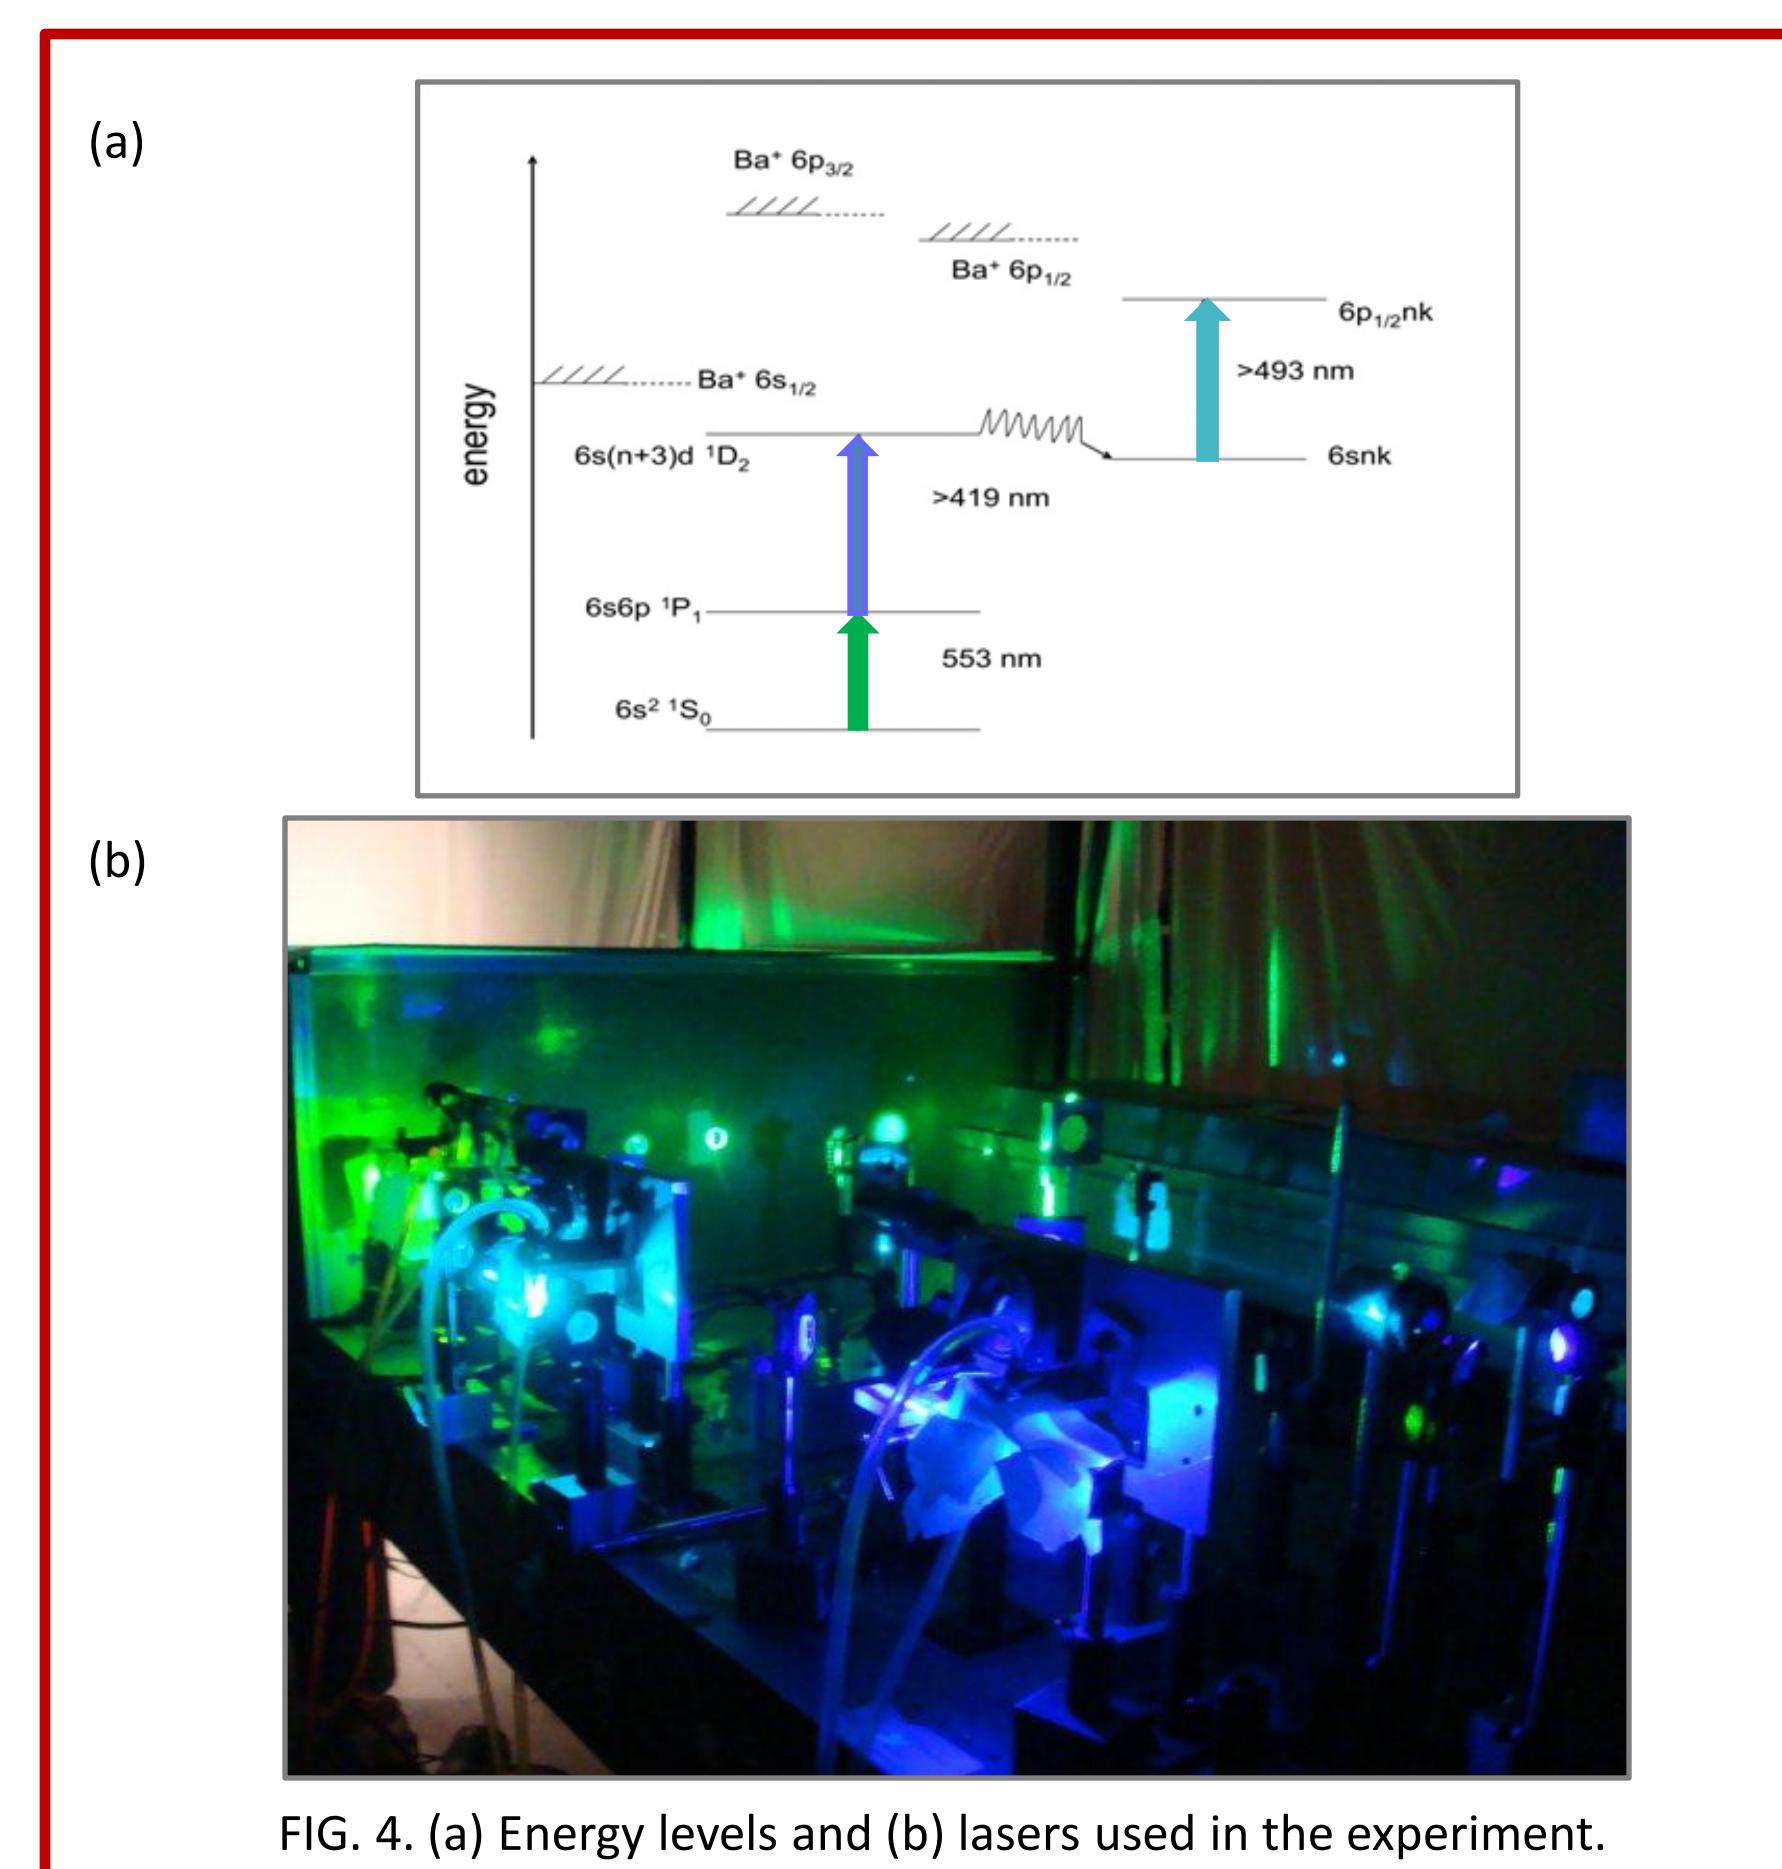 (a)
Ba⁺ 6p₃/₂
Ba⁺ 6p₁/₂
6p₁/₂nk
>493 nm
Ba⁺ 6s₁/₂
energy
6s(n+3)d ¹D₂
6snk
>419 nm
6s6p ¹P₁
553 nm
6s² ¹S₀
(b)
FIG. 4. (a) Energy levels and (b) lasers used in the experiment.